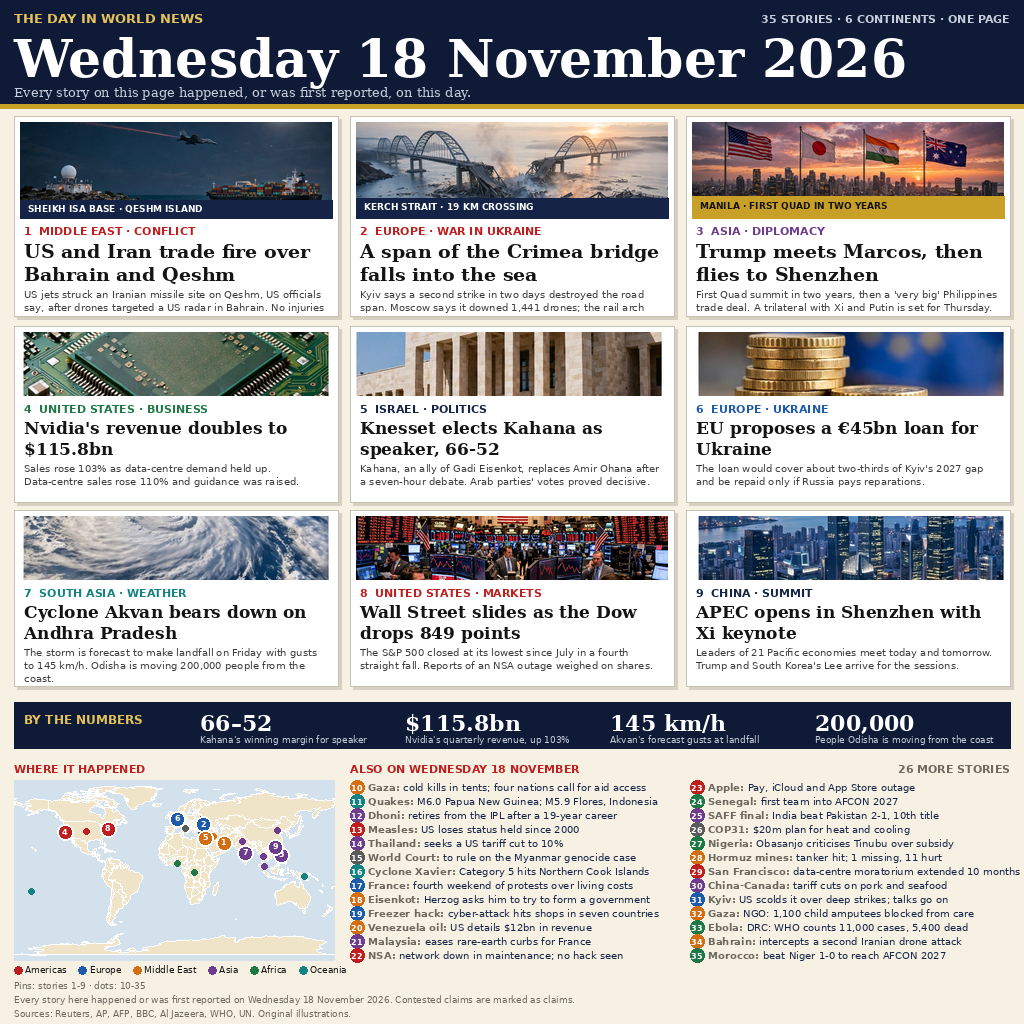 THE DAY IN WORLD NEWS
35 STORIES · 6 CONTINENTS · ONE PAGE
Wednesday 18 November 2026
Every story on this page happened, or was first reported, on this day.
SHEIKH ISA BASE · QESHM ISLAND
1 MIDDLE EAST · CONFLICT
US and Iran trade fire over
Bahrain and Qeshm
US jets struck an Iranian missile site on Qeshm, US officials
say, after drones targeted a US radar in Bahrain. No injuries
KERCH STRAIT · 19 KM CROSSING
2 EUROPE · WAR IN UKRAINE
A span of the Crimea bridge
falls into the sea
Kyiv says a second strike in two days destroyed the road
span. Moscow says it downed 1,441 drones; the rail arch
MANILA · FIRST QUAD IN TWO YEARS
3 ASIA · DIPLOMACY
Trump meets Marcos, then
flies to Shenzhen
First Quad summit in two years, then a 'very big' Philippines
trade deal. A trilateral with Xi and Putin is set for Thursday.
4 UNITED STATES · BUSINESS
Nvidia's revenue doubles to
$115.8bn
Sales rose 103% as data-centre demand held up.
Data-centre sales rose 110% and guidance was raised.
5 ISRAEL · POLITICS
Knesset elects Kahana as
speaker, 66-52
Kahana, an ally of Gadi Eisenkot, replaces Amir Ohana after
a seven-hour debate. Arab parties' votes proved decisive.
6 EUROPE · UKRAINE
EU proposes a €45bn loan for
Ukraine
The loan would cover about two-thirds of Kyiv's 2027 gap
and be repaid only if Russia pays reparations.
7 SOUTH ASIA · WEATHER
Cyclone Akvan bears down on
Andhra Pradesh
The storm is forecast to make landfall on Friday with gusts
to 145 km/h. Odisha is moving 200,000 people from the
coast.
8 UNITED STATES · MARKETS
Wall Street slides as the Dow
drops 849 points
The S&P 500 closed at its lowest since July in a fourth
straight fall. Reports of an NSA outage weighed on shares.
9 CHINA · SUMMIT
APEC opens in Shenzhen with
Xi keynote
Leaders of 21 Pacific economies meet today and tomorrow.
Trump and South Korea's Lee arrive for the sessions.
BY THE NUMBERS
66–52
Kahana's winning margin for speaker
$115.8bn
Nvidia's quarterly revenue, up 103%
145 km/h
Akvan's forecast gusts at landfall
200,000
People Odisha is moving from the coast
WHERE IT HAPPENED
4
8
6
2
5
1
7
9
Americas
Europe
Middle East
Asia
Africa
Oceania
Pins: stories 1-9 · dots: 10-35
ALSO ON WEDNESDAY 18 NOVEMBER
26 MORE STORIES
10 Gaza: cold kills in tents; four nations call for aid access
11 Quakes: M6.0 Papua New Guinea; M5.9 Flores, Indonesia
12 Dhoni: retires from the IPL after a 19-year career
13 Measles: US loses status held since 2000
14 Thailand: seeks a US tariff cut to 10%
15 World Court: to rule on the Myanmar genocide case
16 Cyclone Xavier: Category 5 hits Northern Cook Islands
17 France: fourth weekend of protests over living costs
18 Eisenkot: Herzog asks him to try to form a government
19 Freezer hack: cyber-attack hits shops in seven countries
20 Venezuela oil: US details $12bn in revenue
21 Malaysia: eases rare-earth curbs for France
22 NSA: network down in maintenance; no hack seen
23 Apple: Pay, iCloud and App Store outage
24 Senegal: first team into AFCON 2027
25 SAFF final: India beat Pakistan 2-1, 10th title
26 COP31: $20m plan for heat and cooling
27 Nigeria: Obasanjo criticises Tinubu over subsidy
28 Hormuz mines: tanker hit; 1 missing, 11 hurt
29 San Francisco: data-centre moratorium extended 10 months
30 China-Canada: tariff cuts on pork and seafood
31 Kyiv: US scolds it over deep strikes; talks go on
32 Gaza: NGO: 1,100 child amputees blocked from care
33 Ebola: DRC: WHO counts 11,000 cases, 5,400 dead
34 Bahrain: intercepts a second Iranian drone attack
35 Morocco: beat Niger 1-0 to reach AFCON 2027
Every story here happened or was first reported on Wednesday 18 November 2026. Contested claims are marked as claims.
Sources: Reuters, AP, AFP, BBC, Al Jazeera, WHO, UN. Original illustrations.